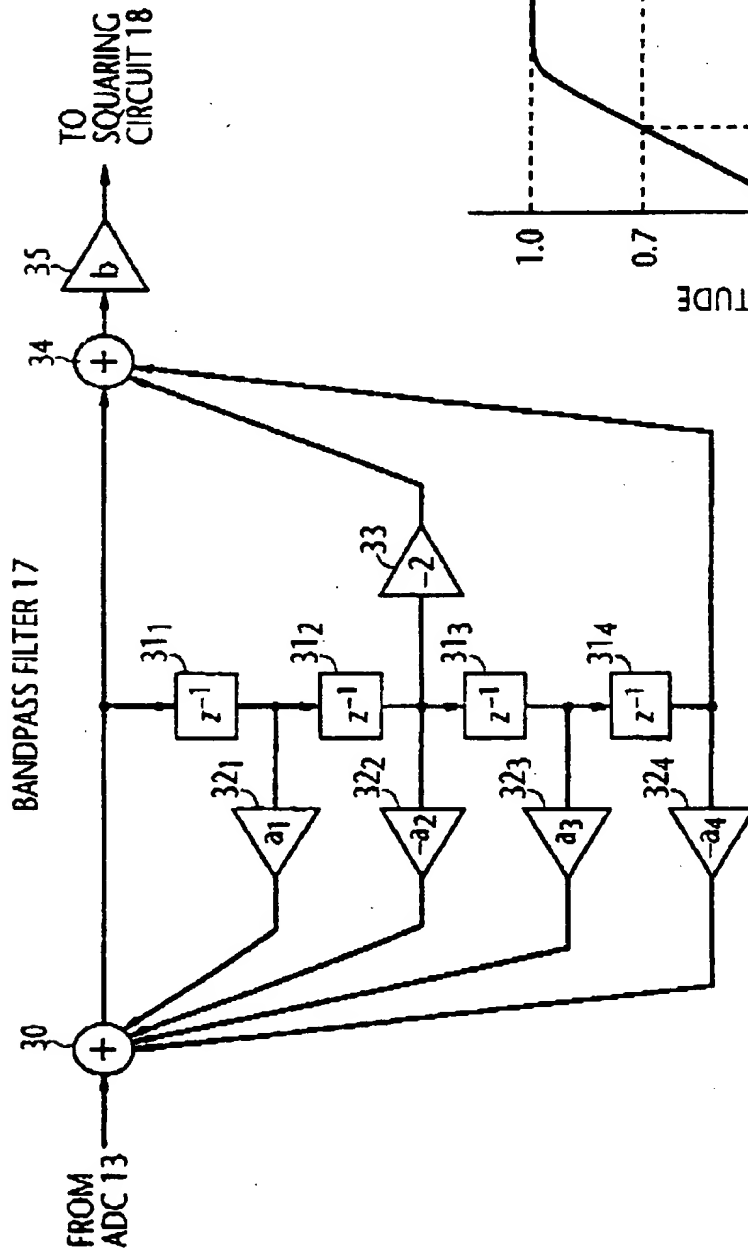 BANDPASS FILTER 17
FROM
ADC 13
30
+
34
+
35
b
TO
SQUARING
CIRCUIT 18
311
z-1
321
a1
312
z-1
322
-a2
33
-2
313
z-1
323
a3
314
z-1
324
-a4
1.0
0.7
TUDE